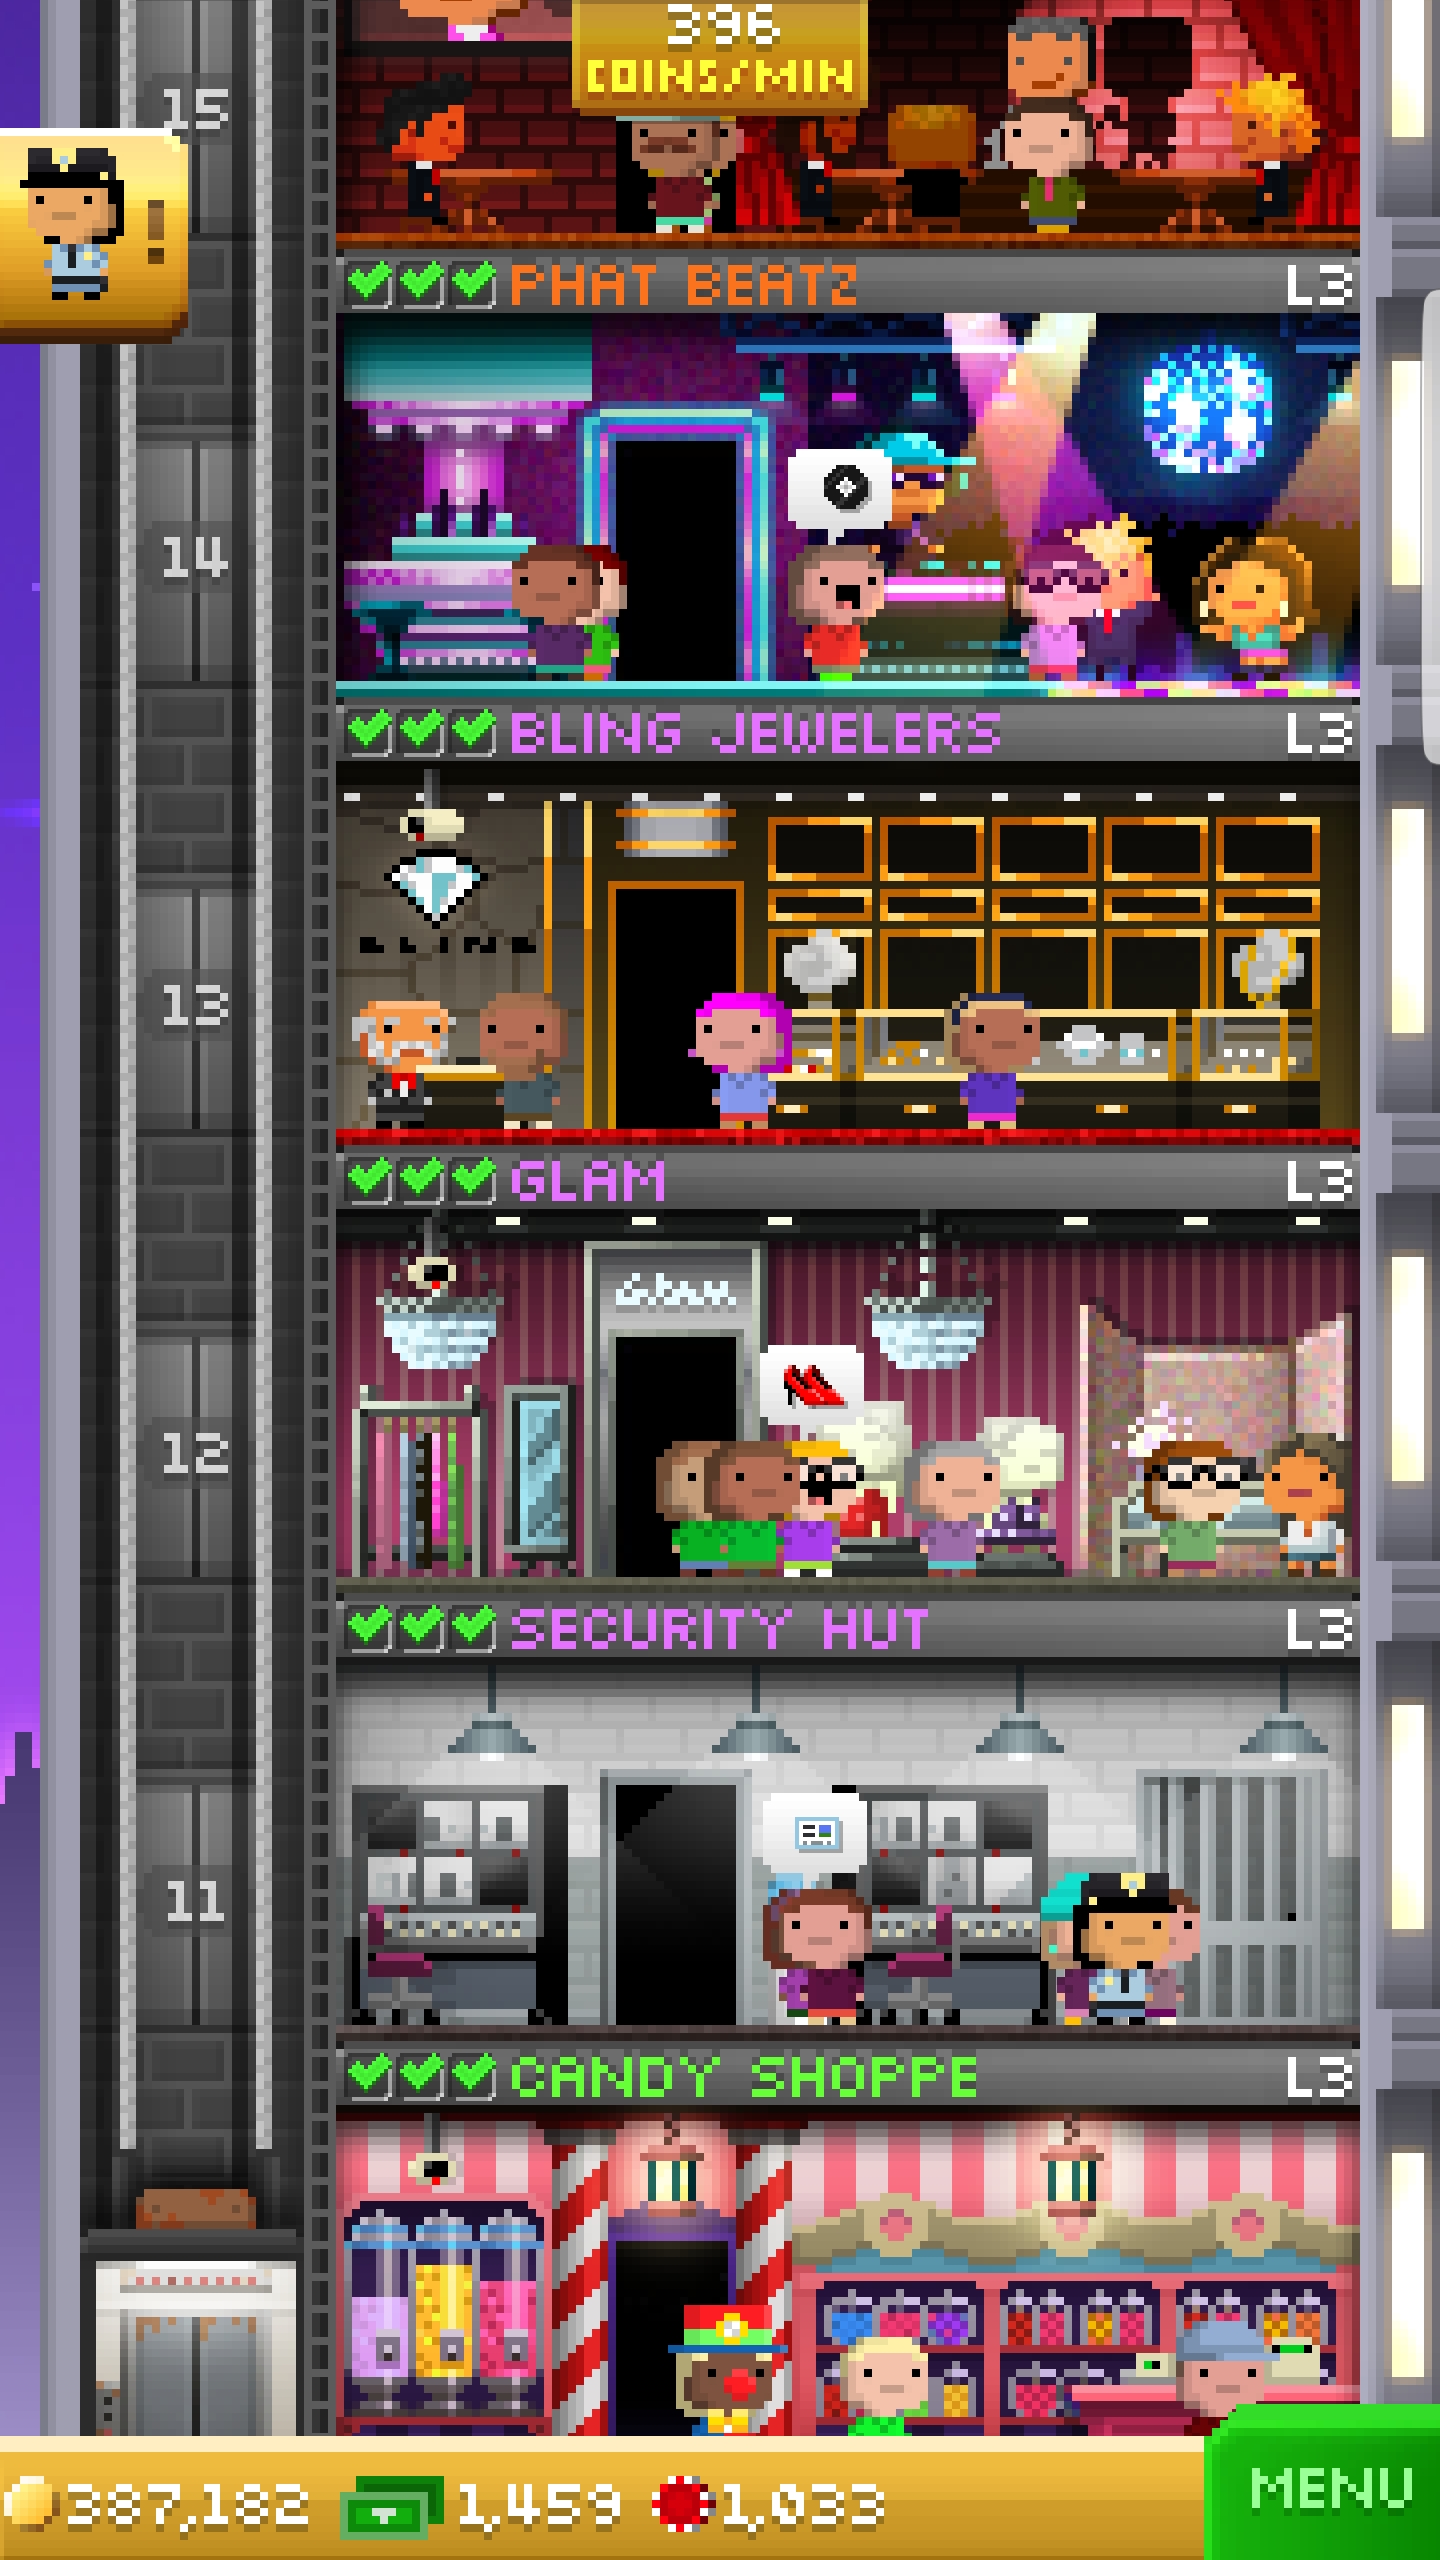 396
COINS/MIN
15
!
PHAT BEATZ L3
14
BLING JEWELERS L3
BLING
13
GLAM L3
Glam
12
SECURITY HUT L3
11
CANDY SHOPPE L3
387,182 1,459 1,033
MENU